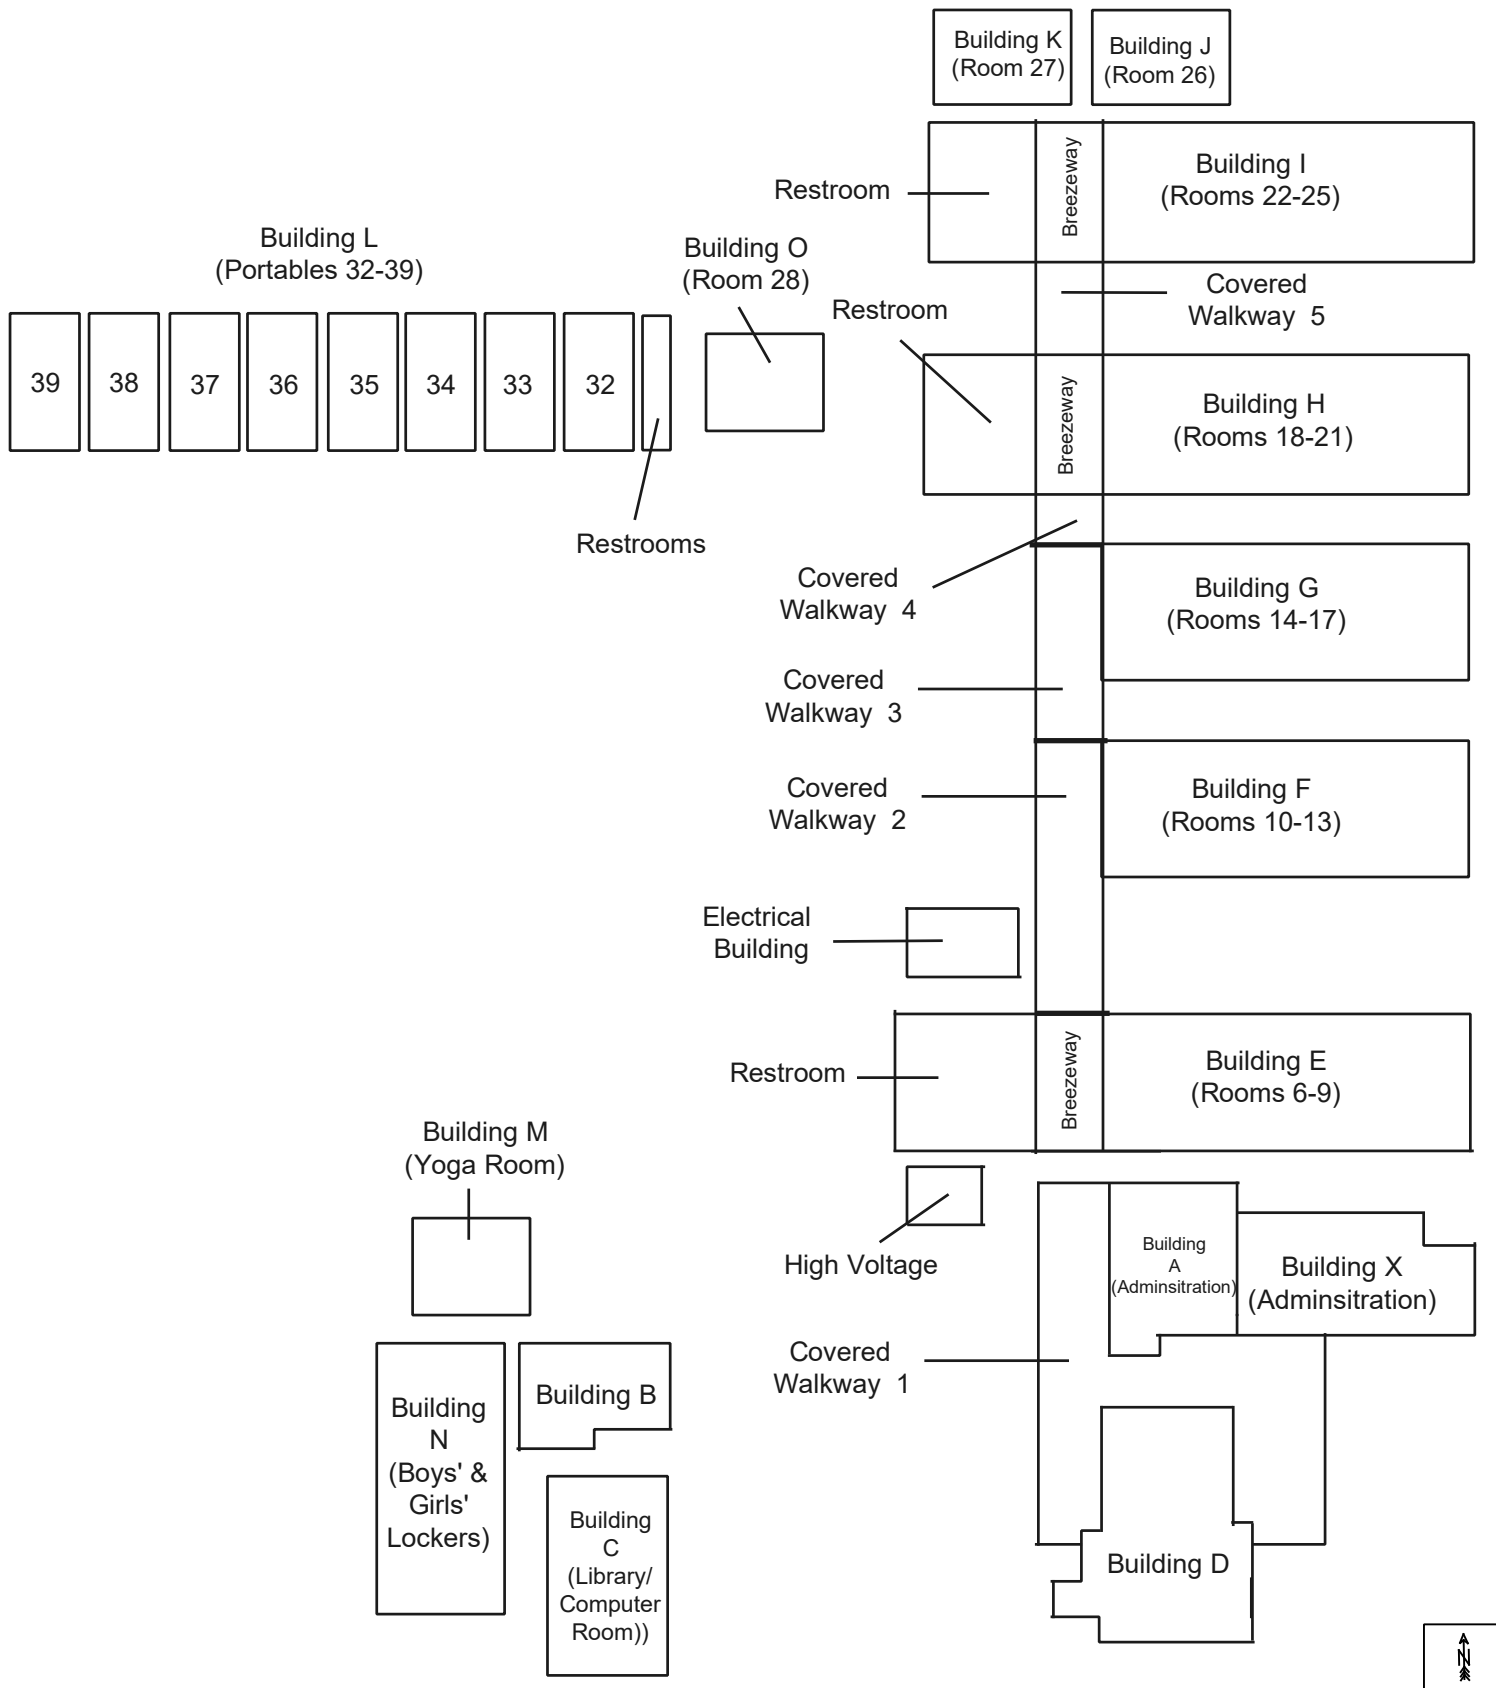 Building K
(Room 27)
Building J
(Room 26)
Breezeway
Building I
(Rooms 22-25)
Restroom
Building L
(Portables 32-39)
Building O
(Room 28)
Covered
Walkway 5
Restroom
39
38
37
36
35
34
33
32
Breezeway
Building H
(Rooms 18-21)
Restrooms
Covered
Walkway 4
Building G
(Rooms 14-17)
Covered
Walkway 3
Covered
Walkway 2
Building F
(Rooms 10-13)
Electrical
Building
Restroom
Breezeway
Building E
(Rooms 6-9)
Building M
(Yoga Room)
High Voltage
Building
A
(Adminsitration)
Building X
(Adminsitration)
Covered
Walkway 1
Building
N
(Boys' &
Girls'
Lockers)
Building B
Building
C
(Library/
Computer
Room))
Building D
N